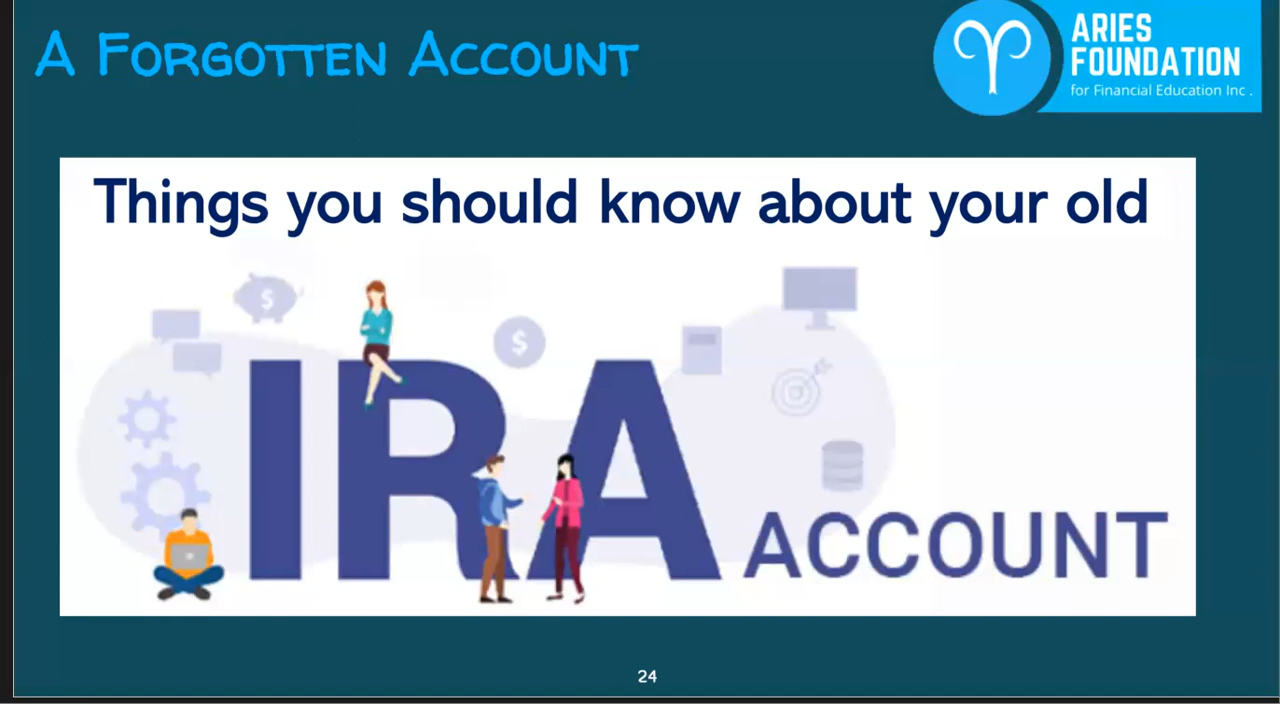 A FORGOTTEN ACCOUNT
ARIES
FOUNDATION
for Financial Education Inc .
Things you should know about your old
$
$
IRA
ACCOUNT
24